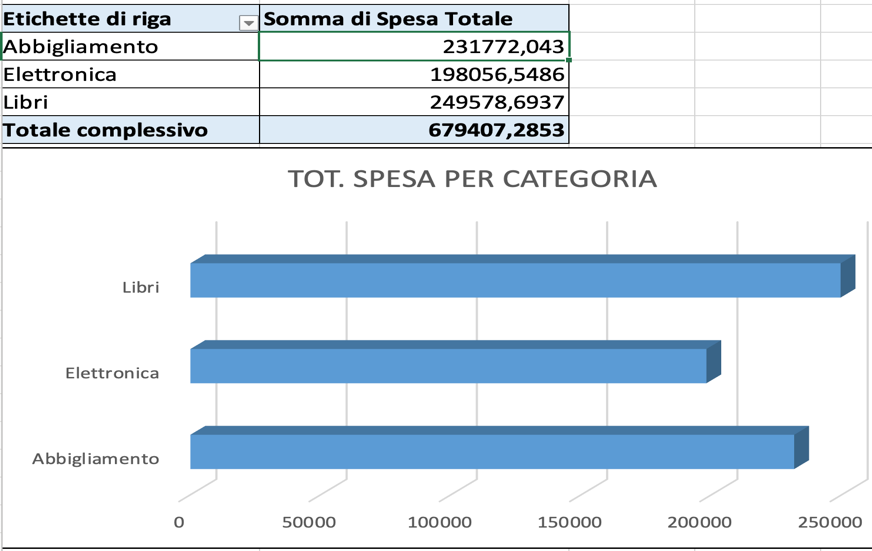 Etichette di riga Somma di Spesa Totale
Abbigliamento 231772,043
Elettronica 198056,5486
Libri 249578,6937
Totale complessivo 679407,2853
TOT. SPESA PER CATEGORIA
Libri
Elettronica
Abbigliamento
0 50000 100000 150000 200000 250000